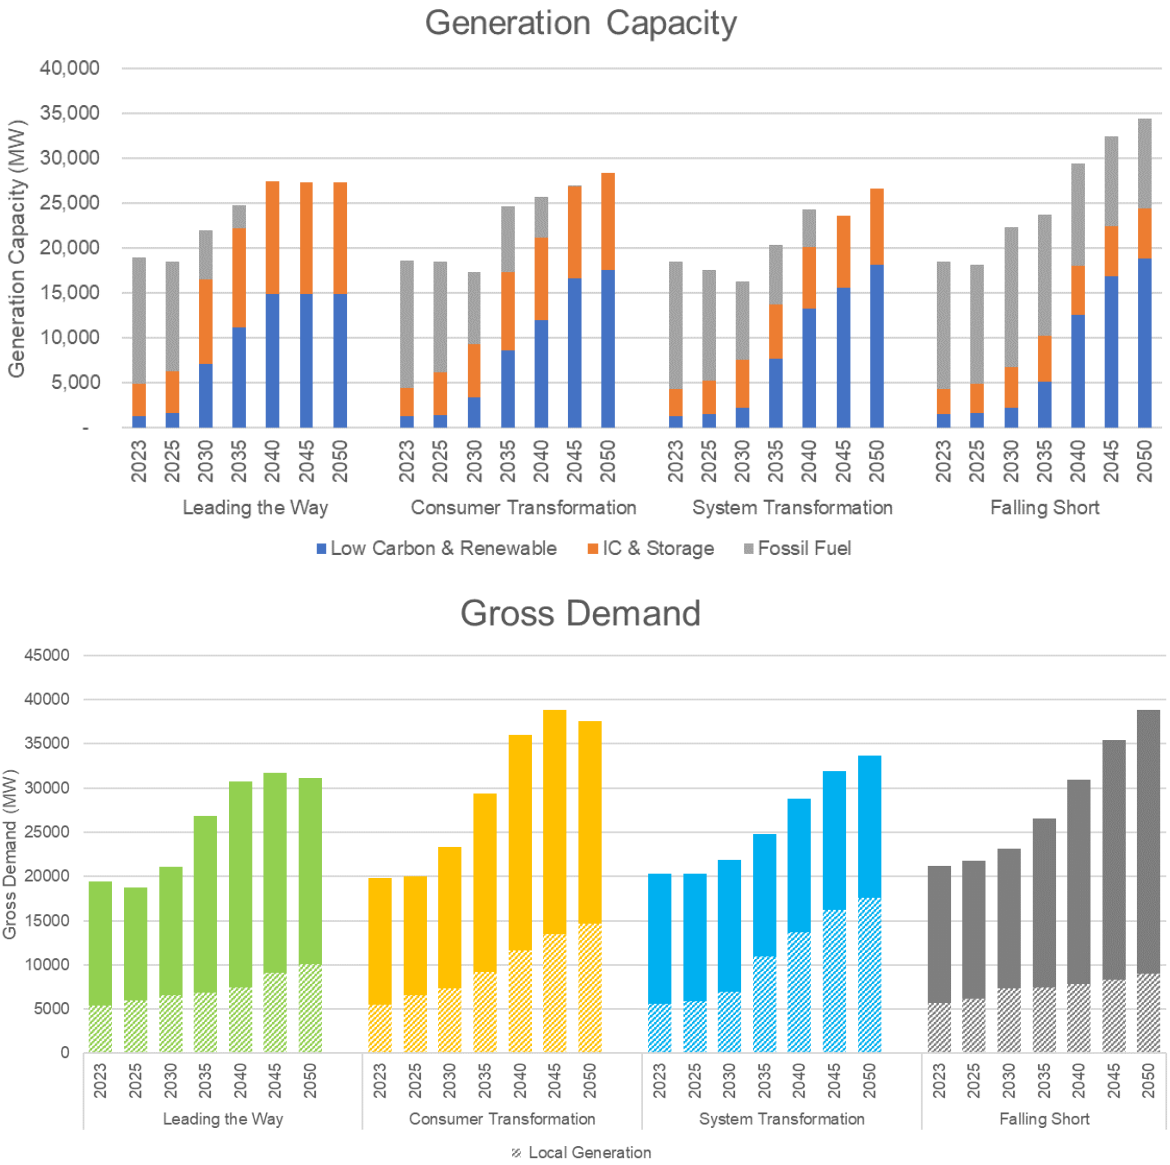 Generation Capacity
Generation Capacity (MW)
40,000
35,000
30,000
25,000
20,000
15,000
10,000
5,000
-
2023 2025 2030 2035 2040 2045 2050 2023 2025 2030 2035 2040 2045 2050 2023 2025 2030 2035 2040 2045 2050 2023 2025 2030 2035 2040 2045 2050
Leading the Way Consumer Transformation System Transformation Falling Short
Low Carbon & Renewable IC & Storage Fossil Fuel
Gross Demand
Gross Demand (MW)
45000
40000
35000
30000
25000
20000
15000
10000
5000
0
2023 2025 2030 2035 2040 2045 2050 2023 2025 2030 2035 2040 2045 2050 2023 2025 2030 2035 2040 2045 2050 2023 2025 2030 2035 2040 2045 2050
Leading the Way Consumer Transformation System Transformation Falling Short
Local Generation